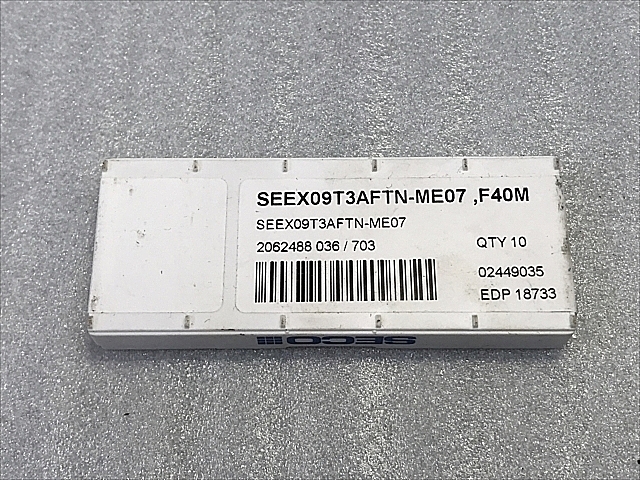 SEEX09T3AFTN-ME07 ,F40M
SEEX09T3AFTN-ME07
2062488 036 / 703
QTY 10
02449035
EDP 18733
SECO